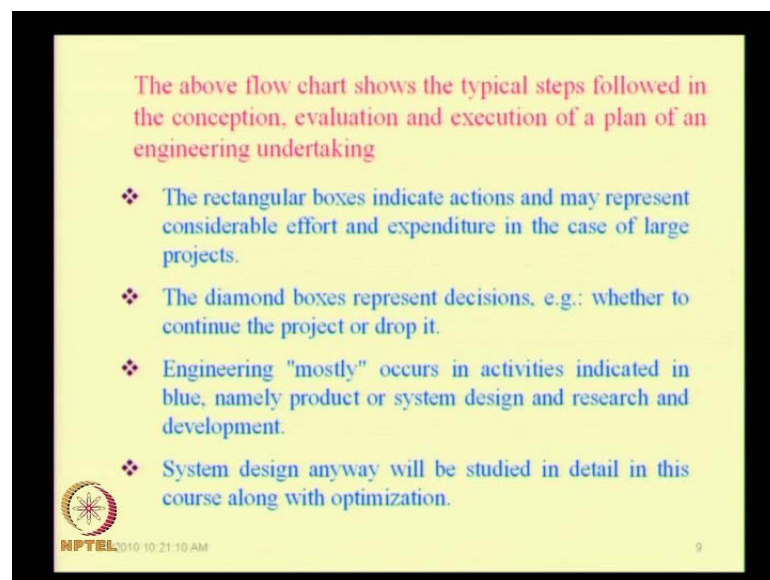 The above flow chart shows the typical steps followed in
the conception, evaluation and execution of a plan of an
engineering undertaking
The rectangular boxes indicate actions and may represent
considerable effort and expenditure in the case of large
projects.
The diamond boxes represent decisions, e.g.: whether to
continue the project or drop it.
Engineering "mostly" occurs in activities indicated in
blue, namely product or system design and research and
development.
System design anyway will be studied in detail in this
course along with optimization.
NPTEL 2010 10:21:10 AM 9